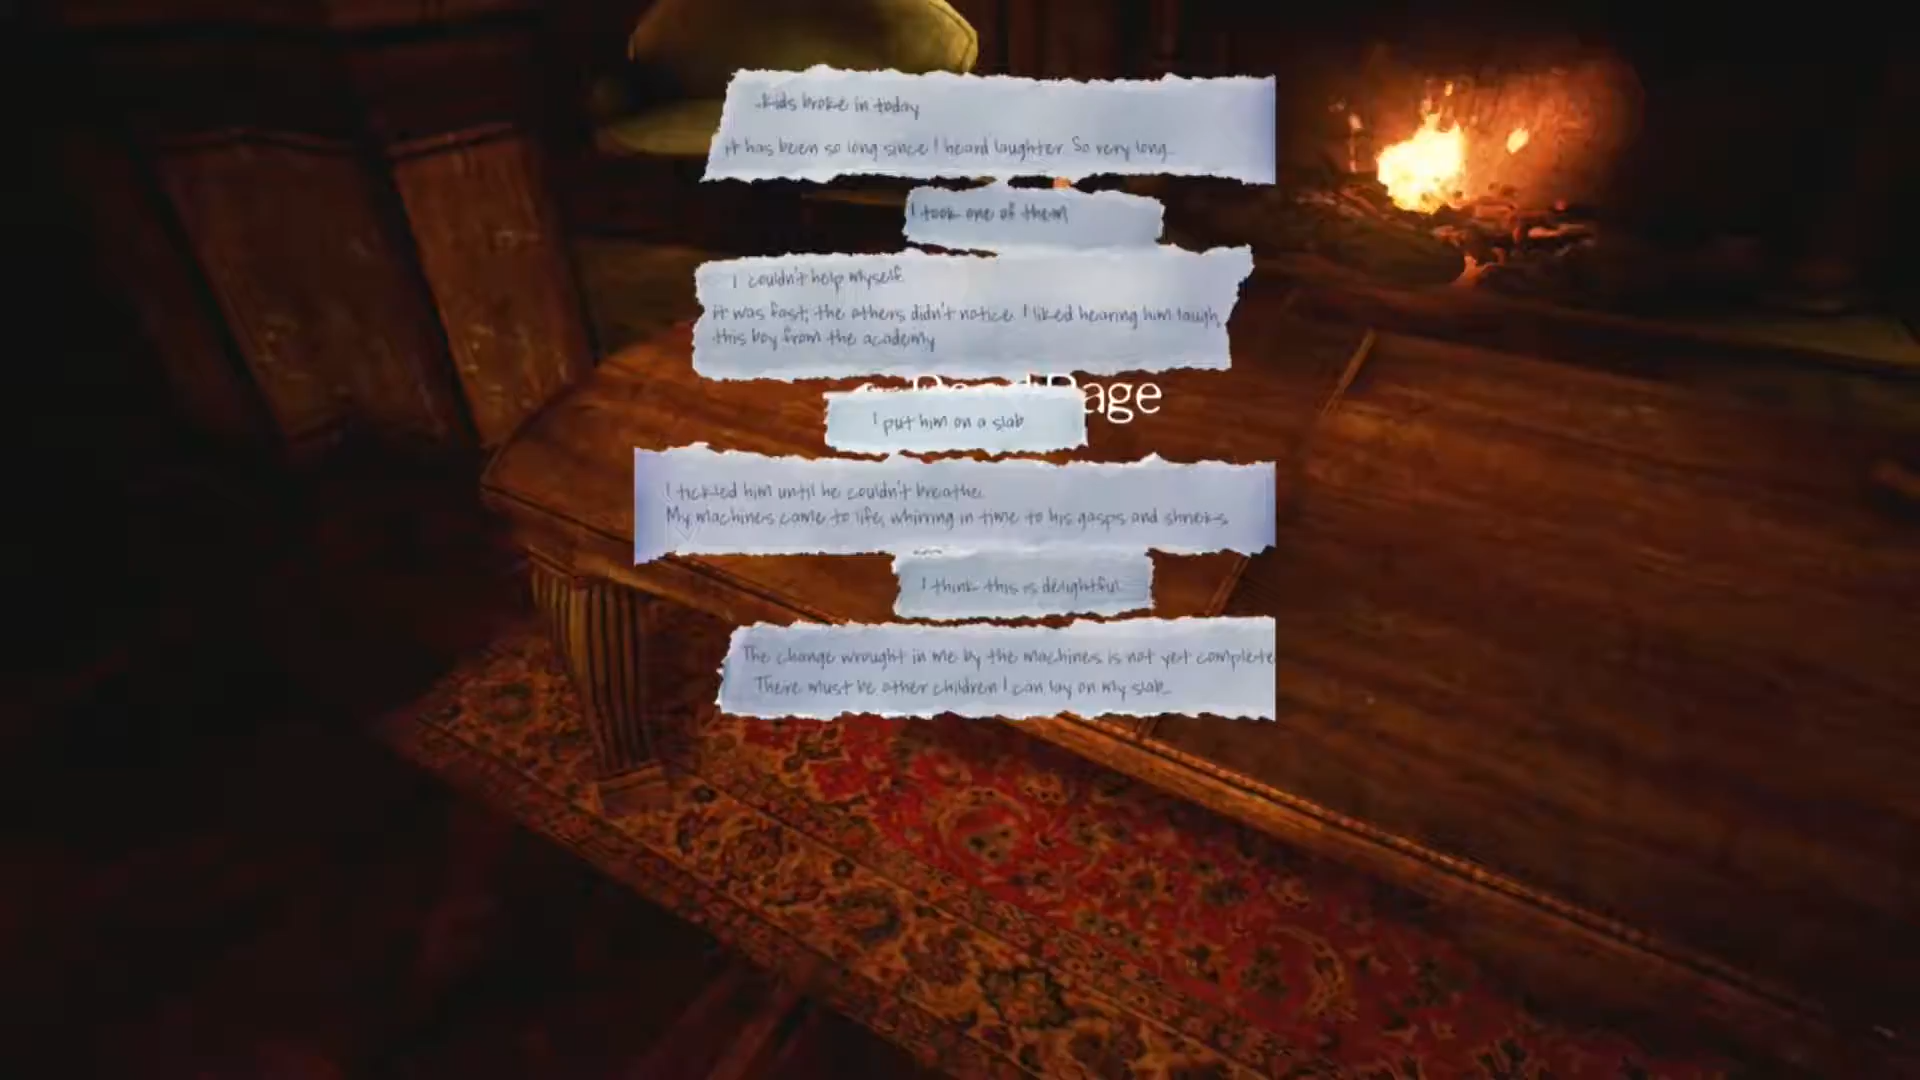 -kids broke in today
it has been so long since I heard laughter. So very long.
I took one of them
I couldn't help myself.
it was fast; the others didn't notice. I liked hearing him laugh,
this boy from the academy
Read Page
I put him on a slab
I tickled him until he couldn't breathe.
My machines came to life, whirring in time to his gasps and shrieks.
I think this is delightful.
The change wrought in me by the machines is not yet complete
There must be other children I can lay on my slab.